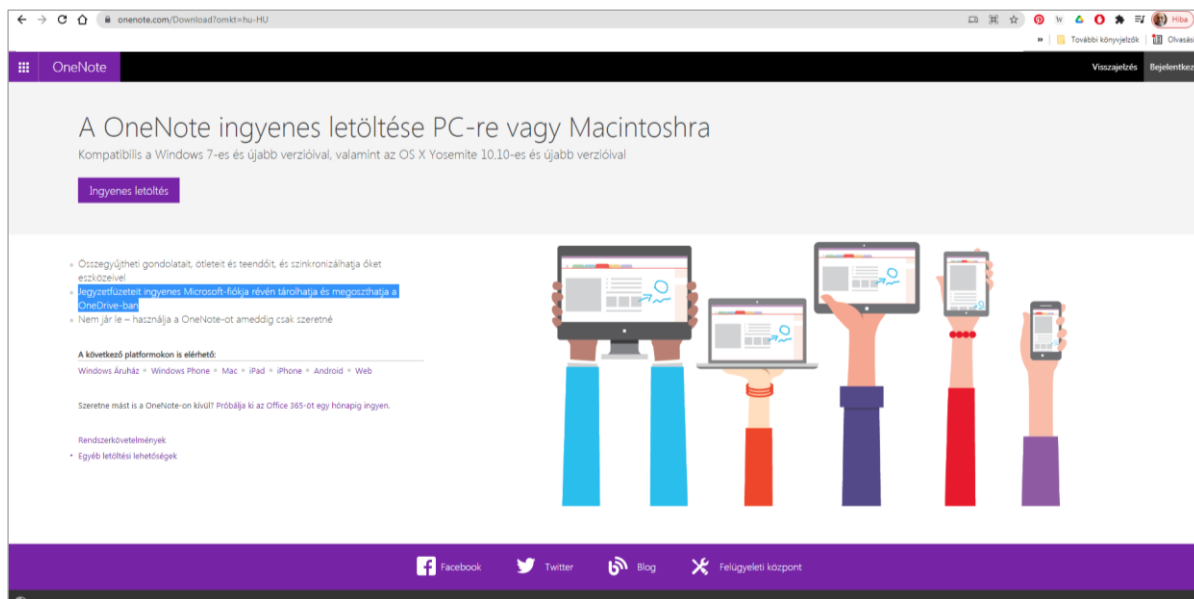 onenote.com/Download?omkt=hu-HU
Hiba
» További könyvjelzők Olvasás
OneNote Visszajelzés Bejelentkez
A OneNote ingyenes letöltése PC-re vagy Macintoshra
Kompatibilis a Windows 7-es és újabb verzióival, valamint az OS X Yosemite 10.10-es és újabb verzióival
Ingyenes letöltés
Összegyűjtheti gondolatait, ötleteit és teendőit, és szinkronizálhatja őket
eszközeivel
Jegyzetfüzeteit ingyenes Microsoft-fiókja révén tárolhatja és megoszthatja a
OneDrive-ban
Nem jár le – használja a OneNote-ot ameddig csak szeretné
A következő platformokon is elérhető:
Windows Áruház Windows Phone Mac iPad iPhone Android Web
Szeretne mást is a OneNote-on kívül? Próbálja ki az Office 365-öt egy hónapig ingyen.
Rendszerkövetelmények
Egyéb letöltési lehetőségek
Facebook Twitter Blog Felügyeleti központ